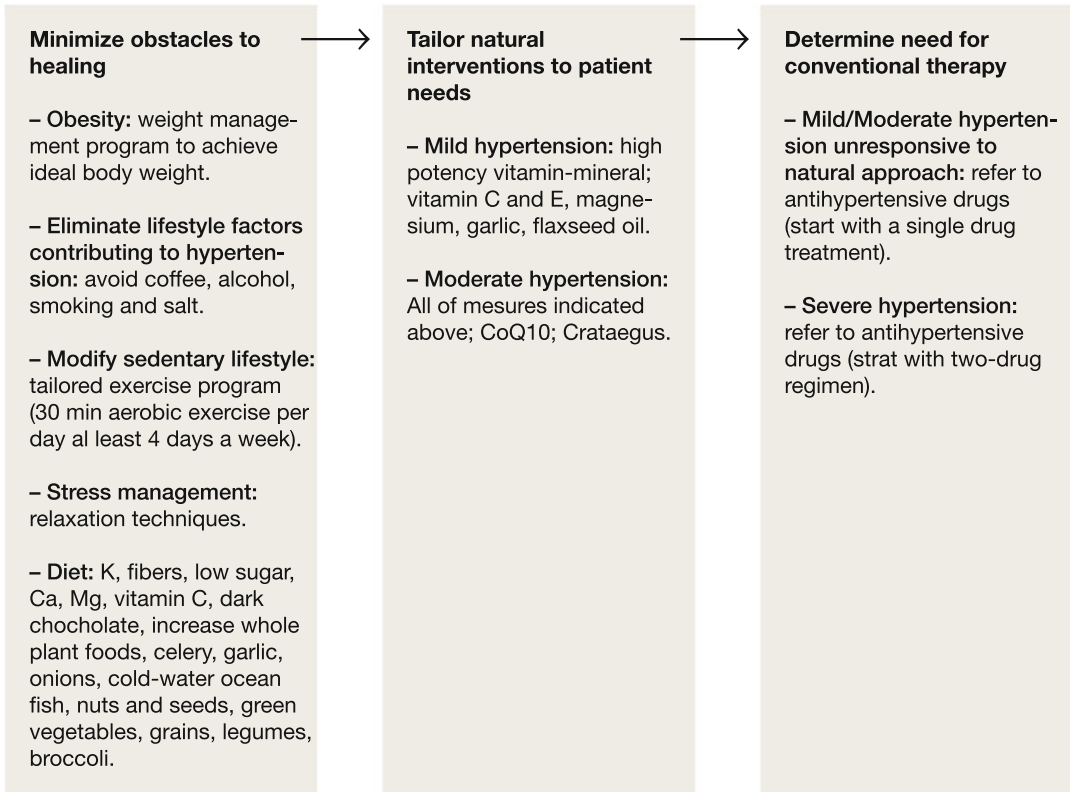 Minimize obstacles to
healing
– Obesity: weight manage-
ment program to achieve
ideal body weight.
– Eliminate lifestyle factors
contributing to hyperten-
sion: avoid coffee, alcohol,
smoking and salt.
– Modify sedentary lifestyle:
tailored exercise program
(30 min aerobic exercise per
day al least 4 days a week).
– Stress management:
relaxation techniques.
– Diet: K, fibers, low sugar,
Ca, Mg, vitamin C, dark
chocholate, increase whole
plant foods, celery, garlic,
onions, cold-water ocean
fish, nuts and seeds, green
vegetables, grains, legumes,
broccoli.
Tailor natural
interventions to patient
needs
– Mild hypertension: high
potency vitamin-mineral;
vitamin C and E, magne-
sium, garlic, flaxseed oil.
– Moderate hypertension:
All of mesures indicated
above; CoQ10; Crataegus.
Determine need for
conventional therapy
– Mild/Moderate hyperten-
sion unresponsive to
natural approach: refer to
antihypertensive drugs
(start with a single drug
treatment).
– Severe hypertension:
refer to antihypertensive
drugs (strat with two-drug
regimen).